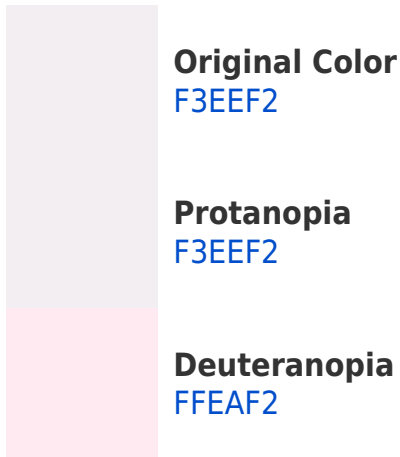 Original Color
F3EEF2
Protanopia
F3EEF2
Deuteranopia
FFEAF2